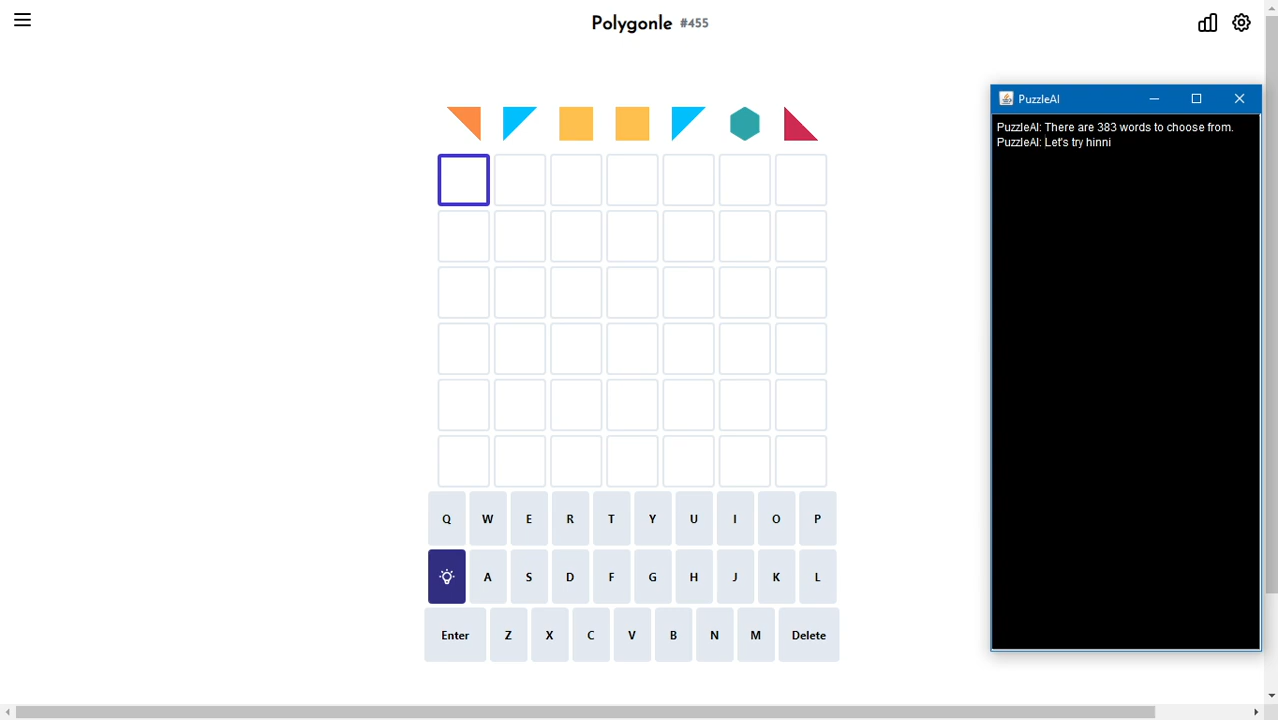 Polygonle #455
PuzzleAI
PuzzleAI: There are 383 words to choose from.
PuzzleAI: Let's try hinni
Q W E R T Y U I O P
A S D F G H J K L
Enter Z X C V B N M Delete